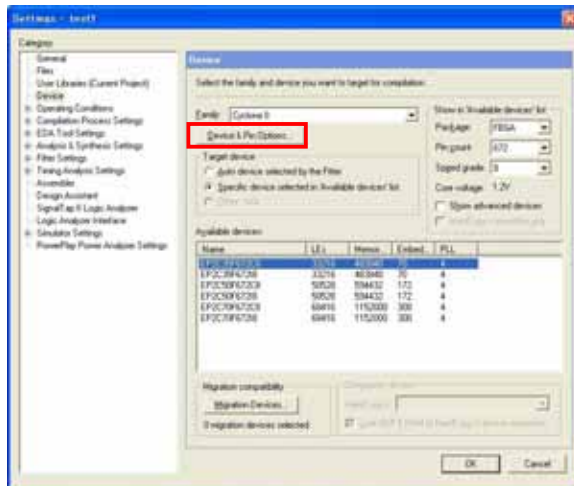 Settings - test1
Category:
General
Files
User Libraries (Current Project)
Device
Operating Conditions
Compilation Process Settings
EDA Tool Settings
Analysis & Synthesis Settings
Fitter Settings
Timing Analysis Settings
Assembler
Design Assistant
SignalTap II Logic Analyzer
Logic Analyzer Interface
Simulator Settings
PowerPlay Power Analyzer Settings
Device
Select the family and device you want to target for compilation.
Family: Cyclone II
Device & Pin Options...
Target device
Auto device selected by the Fitter
Specific device selected in 'Available devices' list
Show in 'Available devices' list
Package: FBGA
Pin count: 672
Speed grade: 8
Core voltage: 1.2V
Show advanced devices
Available devices:
Name LEs Memor... Embed... PLL
EP2C35F672C8 33216 483840 70 4
EP2C35F672I8 33216 483840 70 4
EP2C50F672C8 50528 594432 172 4
EP2C50F672I8 50528 594432 172 4
EP2C70F672C8 68416 1152000 300 4
EP2C70F672I8 68416 1152000 300 4
Migration compatibility
Migration Devices...
0 migration devices selected
OK
Cancel